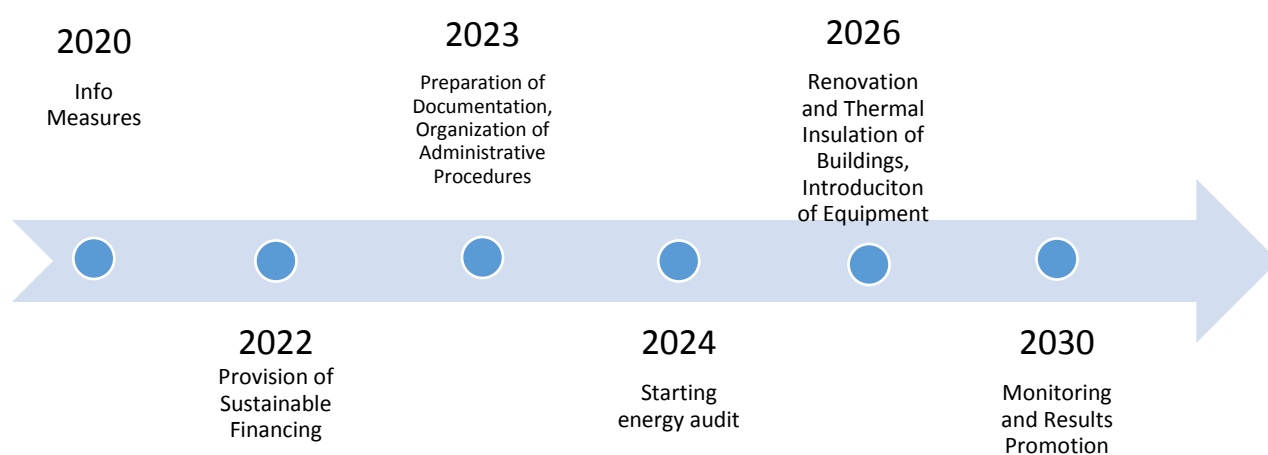 2020
Info
Measures
2022
Provision of
Sustainable
Financing
2023
Preparation of
Documentation,
Organization of
Administrative
Procedures
2024
Starting
energy audit
2026
Renovation
and Thermal
Insulation of
Buildings,
Introduciton
of Equipment
2030
Monitoring
and Results
Promotion